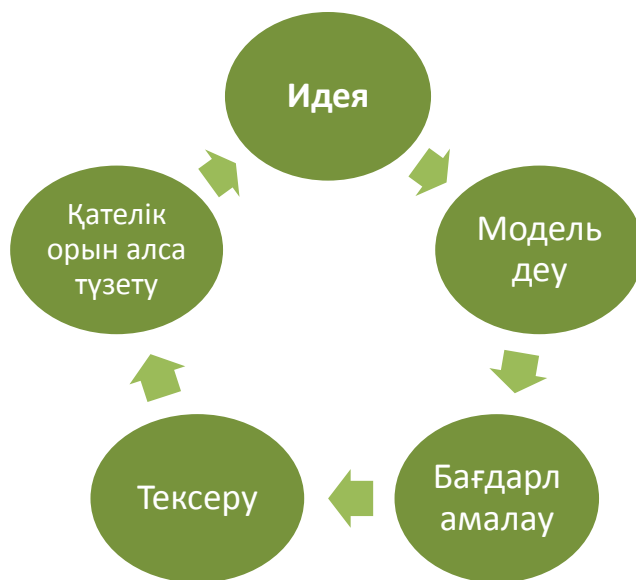 Идея
Модель
деу
Бағдарл
амалау
Тексеру
Қателік
орын алса
түзету